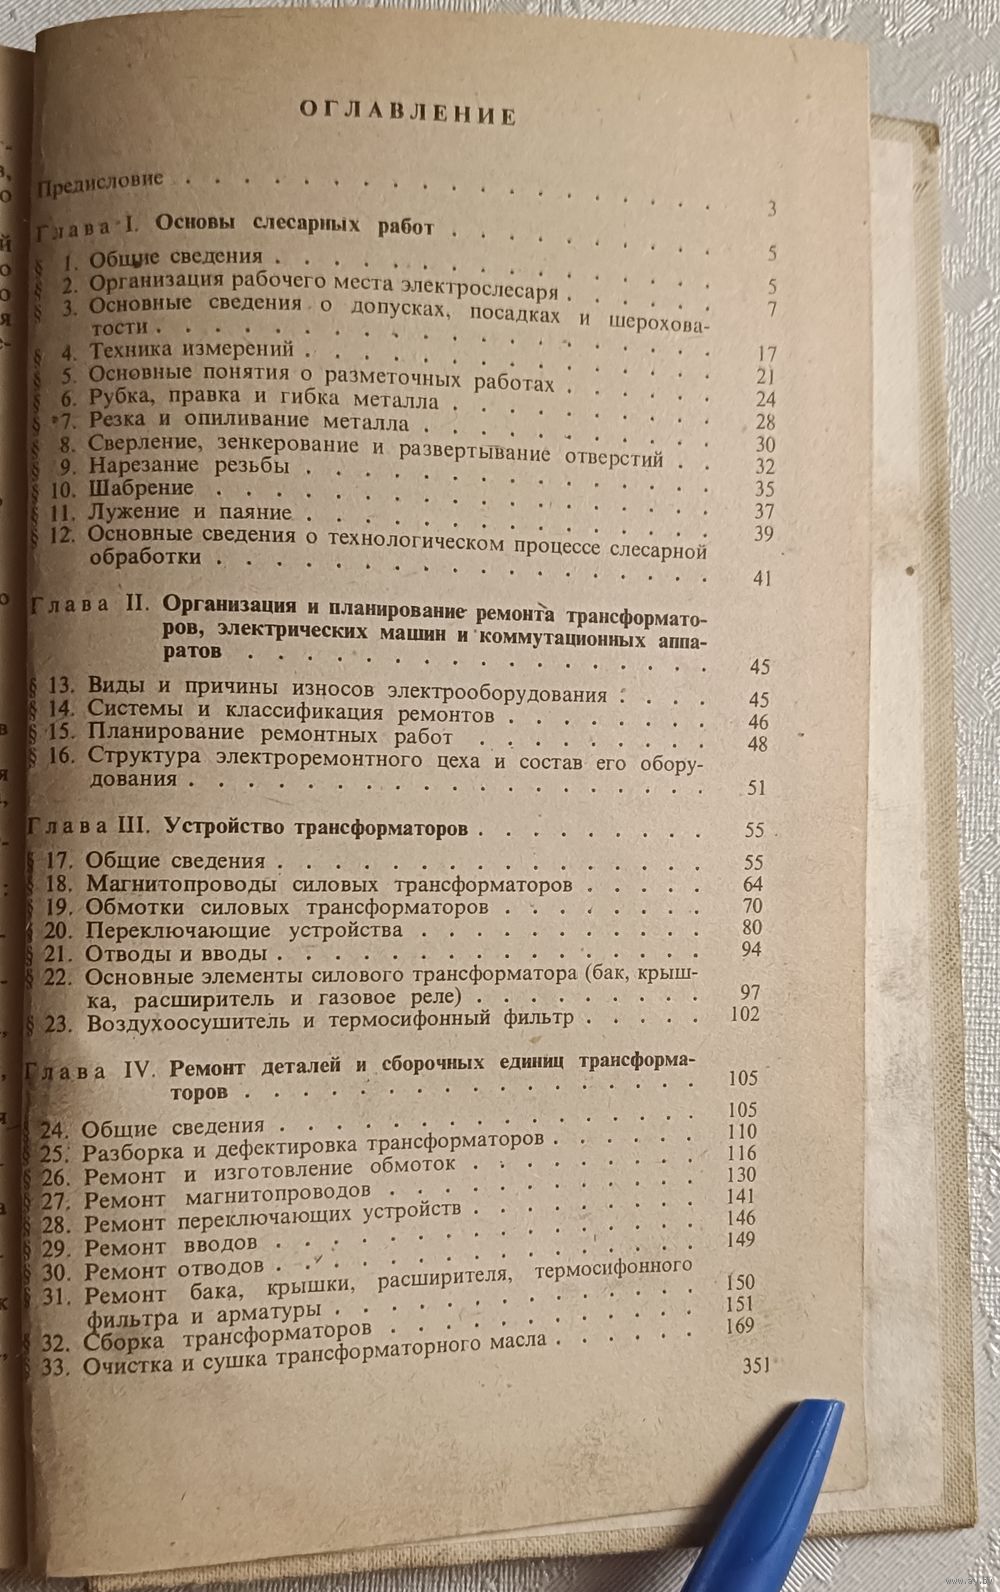 ОГЛАВЛЕНИЕ
Предисловие . . . . . . . . . . . . . . . . . . 3
Глава I. Основы слесарных работ . . . . . . . . . 5
§ 1. Общие сведения . . . . . . . . . . . . . . . 5
§ 2. Организация рабочего места электрослесаря . . . . . 7
§ 3. Основные сведения о допусках, посадках и шерохова-
тости . . . . . . . . . . . . . . . . . . . 17
§ 4. Техника измерений . . . . . . . . . . . . . . 21
§ 5. Основные понятия о разметочных работах . . . . . 24
§ 6. Рубка, правка и гибка металла . . . . . . . . . 28
§ 7. Резка и опиливание металла . . . . . . . . . . 30
§ 8. Сверление, зенкерование и развертывание отверстий . . 32
§ 9. Нарезание резьбы . . . . . . . . . . . . . . 35
§ 10. Шабрение . . . . . . . . . . . . . . . . . 37
§ 11. Лужение и паяние . . . . . . . . . . . . . . 39
§ 12. Основные сведения о технологическом процессе слесарной
обработки . . . . . . . . . . . . . . . . . 41
Глава II. Организация и планирование ремонта трансформато-
ров, электрических машин и коммутационных аппа-
ратов . . . . . . . . . . . . . . . . 45
§ 13. Виды и причины износов электрооборудования . . . . 45
§ 14. Системы и классификация ремонтов . . . . . . . 46
§ 15. Планирование ремонтных работ . . . . . . . . 48
§ 16. Структура электроремонтного цеха и состав его обору-
дования . . . . . . . . . . . . . . . . . . 51
Глава III. Устройство трансформаторов . . . . . . . . 55
§ 17. Общие сведения . . . . . . . . . . . . . . . 55
§ 18. Магнитопроводы силовых трансформаторов . . . . . 64
§ 19. Обмотки силовых трансформаторов . . . . . . . 70
§ 20. Переключающие устройства . . . . . . . . . . 80
§ 21. Отводы и вводы . . . . . . . . . . . . . . . 94
§ 22. Основные элементы силового трансформатора (бак, крыш-
ка, расширитель и газовое реле) . . . . . . . . 97
§ 23. Воздухоосушитель и термосифонный фильтр . . . . . 102
Глава IV. Ремонт деталей и сборочных единиц трансформа-
торов . . . . . . . . . . . . . . . . 105
§ 24. Общие сведения . . . . . . . . . . . . . . . 105
§ 25. Разборка и дефектировка трансформаторов . . . . . 110
§ 26. Ремонт и изготовление обмоток . . . . . . . . 116
§ 27. Ремонт магнитопроводов . . . . . . . . . . . 130
§ 28. Ремонт переключающих устройств . . . . . . . . 141
§ 29. Ремонт вводов . . . . . . . . . . . . . . . 146
§ 30. Ремонт отводов . . . . . . . . . . . . . . . 149
§ 31. Ремонт бака, крышки, расширителя, термосифонного
фильтра и арматуры . . . . . . . . . . . . . 150
§ 32. Сборка трансформаторов . . . . . . . . . . . 151
§ 33. Очистка и сушка трансформаторного масла . . . . . 169
351
www.ay.by